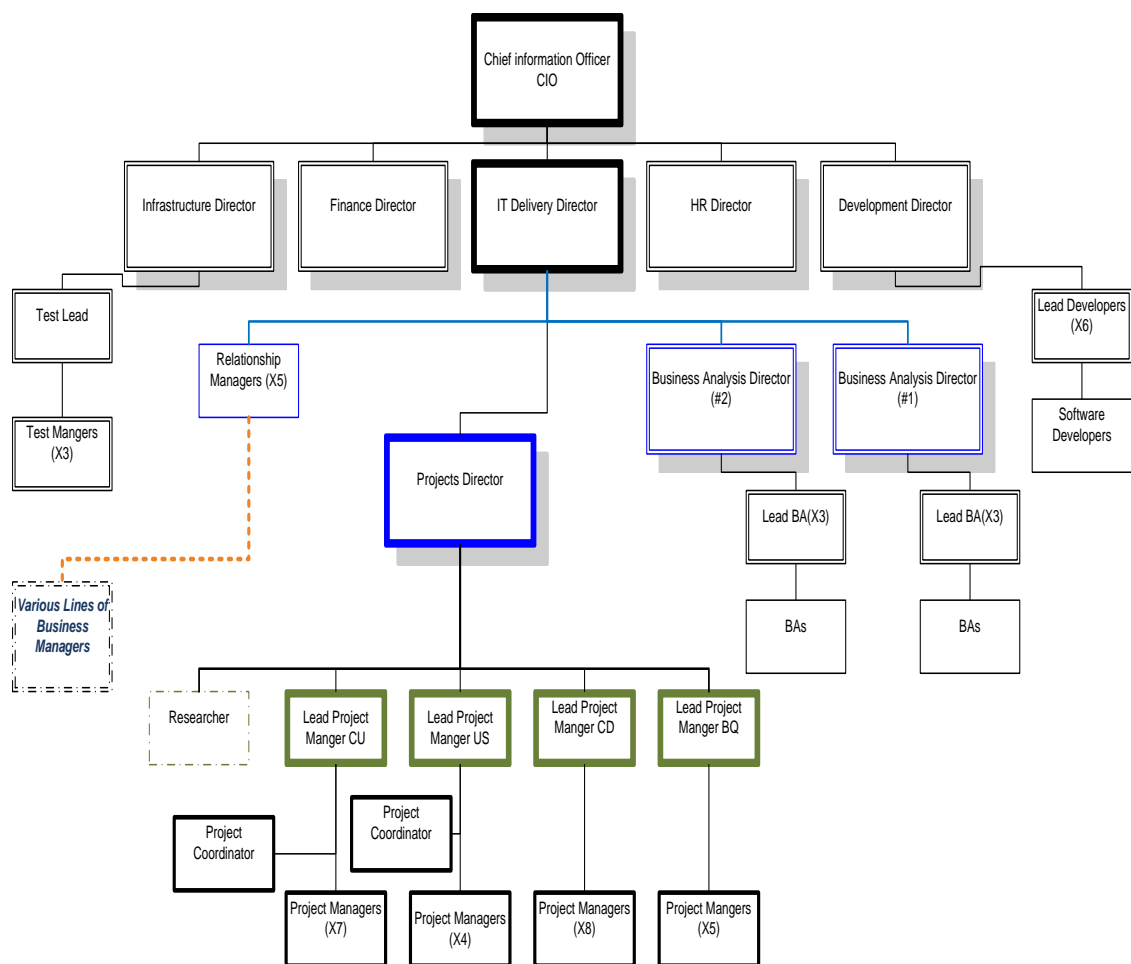 Chief information Officer
CIO
Infrastructure Director
Finance Director
IT Delivery Director
HR Director
Development Director
Test Lead
Relationship
Managers (X5)
Business Analysis Director
(#2)
Business Analysis Director
(#1)
Lead Developers
(X6)
Test Mangers
(X3)
Projects Director
Software
Developers
Lead BA(X3)
Lead BA(X3)
Various Lines of
Business
Managers
BAs
BAs
Researcher
Lead Project
Manger CU
Lead Project
Manger US
Lead Project
Manger CD
Lead Project
Manger BQ
Project
Coordinator
Project
Coordinator
Project Managers
(X7)
Project Managers
(X4)
Project Managers
(X8)
Project Mangers
(X5)